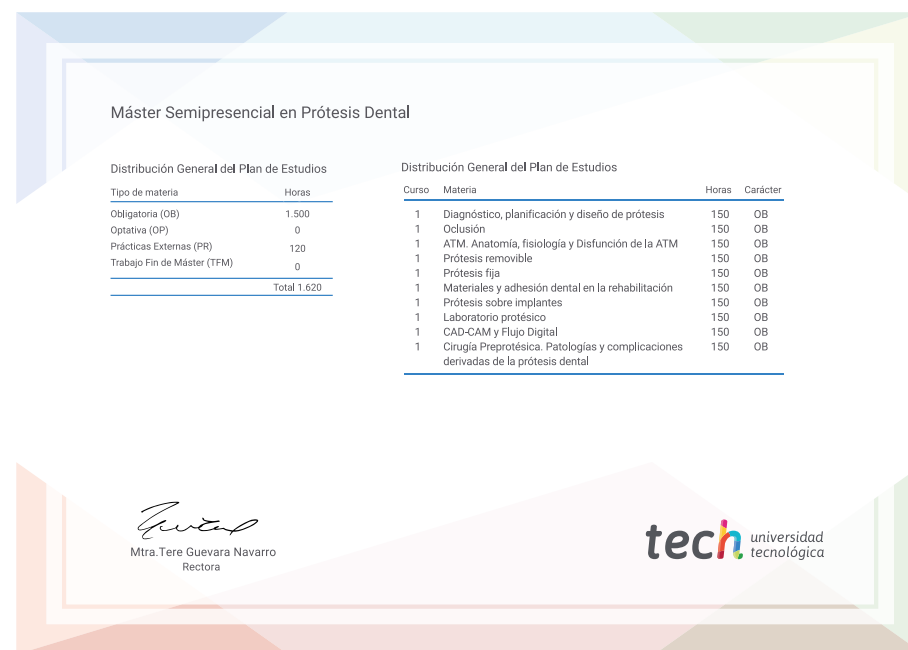 Máster Semipresencial en Prótesis Dental
Distribución General del Plan de Estudios
Tipo de materia Horas
Obligatoria (OB) 1.500
Optativa (OP) 0
Prácticas Externas (PR) 120
Trabajo Fin de Máster (TFM) 0
Total 1.620
Distribución General del Plan de Estudios
Curso Materia Horas Carácter
1 Diagnóstico, planificación y diseño de prótesis 150 OB
1 Oclusión 150 OB
1 ATM. Anatomía, fisiología y Disfunción de la ATM 150 OB
1 Prótesis removible 150 OB
1 Prótesis fija 150 OB
1 Materiales y adhesión dental en la rehabilitación 150 OB
1 Prótesis sobre implantes 150 OB
1 Laboratorio protésico 150 OB
1 CAD-CAM y Flujo Digital 150 OB
1 Cirugía Preprotésica. Patologías y complicaciones 150 OB
derivadas de la prótesis dental
Mtra.Tere Guevara Navarro
Rectora
tech universidad
tecnológica